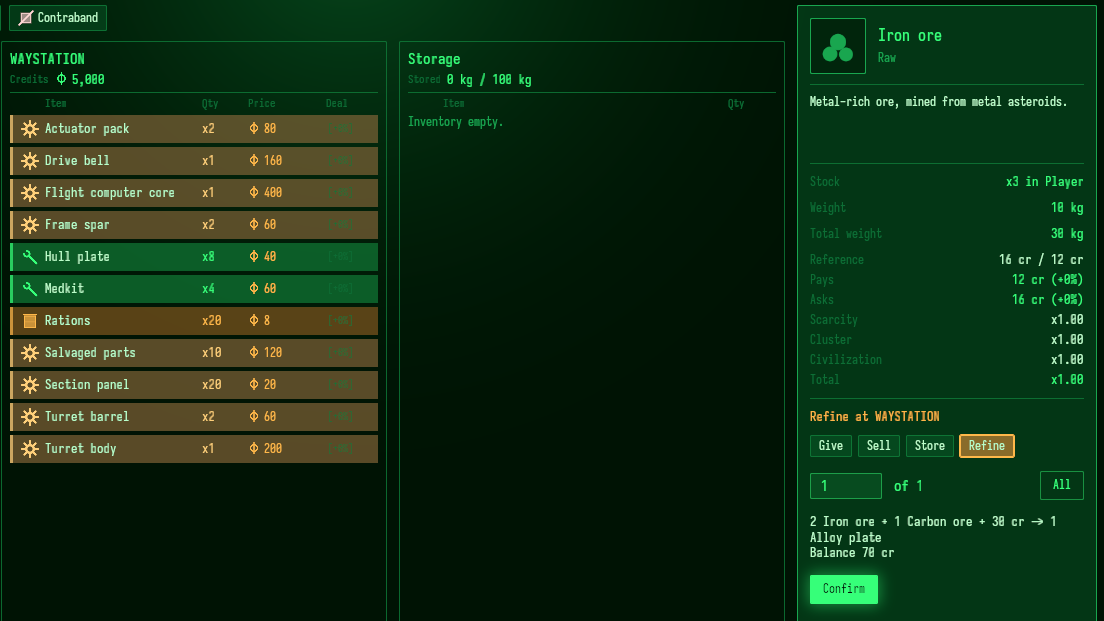 Contraband
WAYSTATION
Credits 5,000
Item Qty Price Deal
Actuator pack x2 80
Drive bell x1 160
Flight computer core x1 400
Frame spar x2 60
Hull plate x8 40
Medkit x4 60
Rations x20 8
Salvaged parts x10 120
Section panel x20 20
Turret barrel x2 60
Turret body x1 200
Storage
Stored 0 kg / 100 kg
Item Qty
Inventory empty.
Iron ore
Raw
Metal-rich ore, mined from metal asteroids.
Stock x3 in Player
Weight 10 kg
Total weight 30 kg
Reference 16 cr / 12 cr
Pays 12 cr (+0%)
Asks 16 cr (+0%)
Scarcity x1.00
Cluster x1.00
Civilization x1.00
Total x1.00
Refine at WAYSTATION
Give Sell Store Refine
1 of 1 All
2 Iron ore + 1 Carbon ore + 30 cr → 1
Alloy plate
Balance 70 cr
Confirm